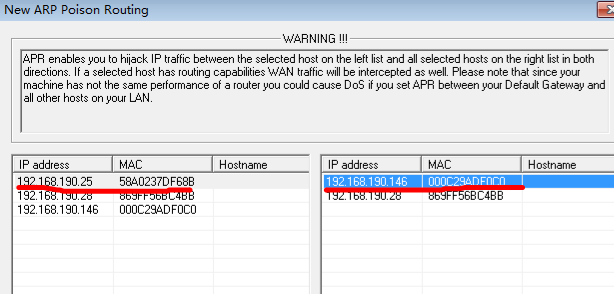 New ARP Poison Routing
WARNING !!!
APR enables you to hijack IP traffic between the selected host on the left list and all selected hosts on the right list in both
directions. If a selected host has routing capabilities WAN traffic will be intercepted as well. Please note that since your
machine has not the same performance of a router you could cause DoS if you set APR between your Default Gateway and
all other hosts on your LAN.
IP address MAC Hostname IP address MAC Hostname
192.168.190.25 58A0237DF68B 192.168.190.146 000C29ADF0C0
192.168.190.28 869FF56BC4BB 192.168.190.28 869FF56BC4BB
192.168.190.146 000C29ADF0C0